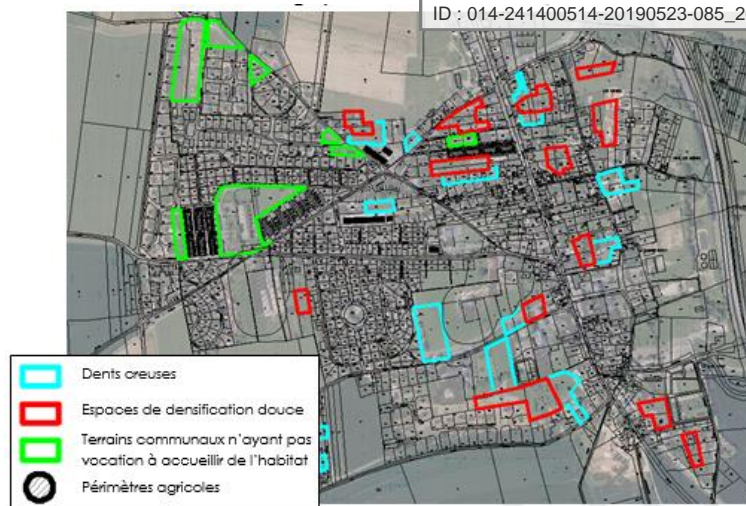 ID : 014-241400514-20190523-085_2
Dents creuses
Espaces de densification douce
Terrains communaux n'ayant pas
vocation à accueillir de l'habitat
Périmètres agricoles